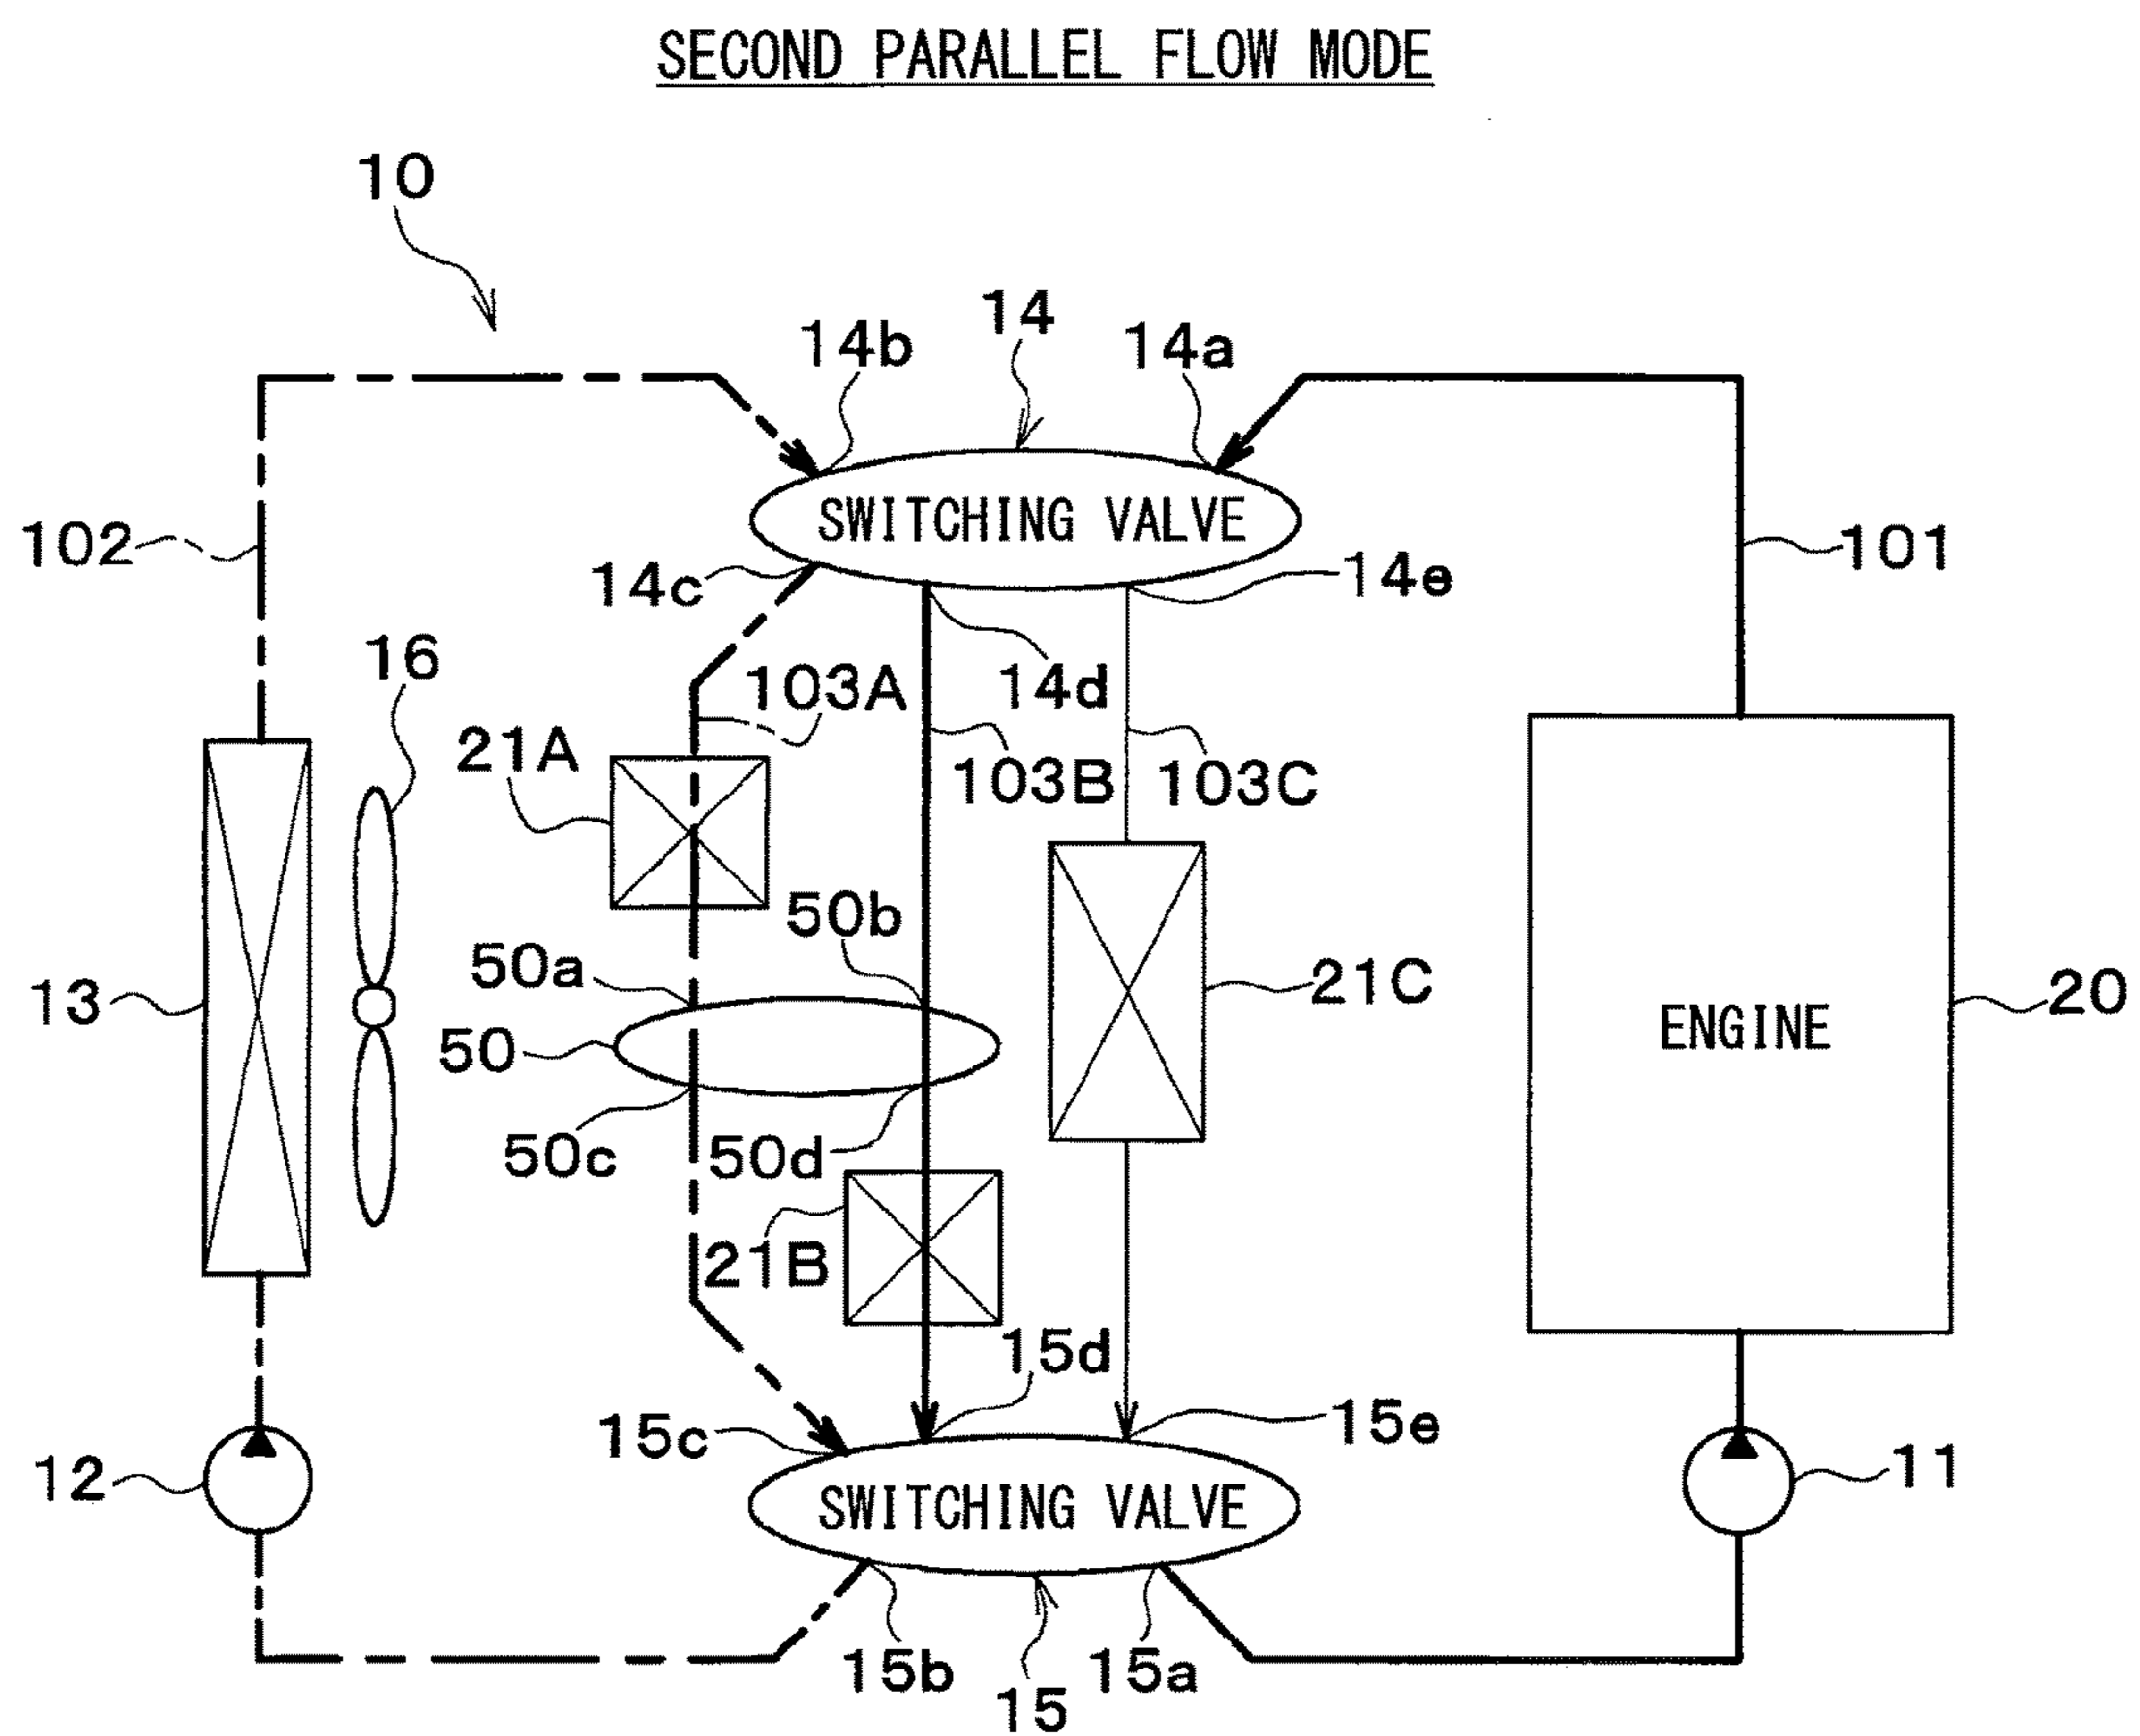 SECOND PARALLEL FLOW MODE
10
14
14b
14a
SWITCHING VALVE
102
101
14c
14e
16
103A
14d
21A
103B
103C
50b
50a
21C
13
20
ENGINE
50
50c
50d
21B
15d
15c
15e
12
11
SWITCHING VALVE
15b
15a
15